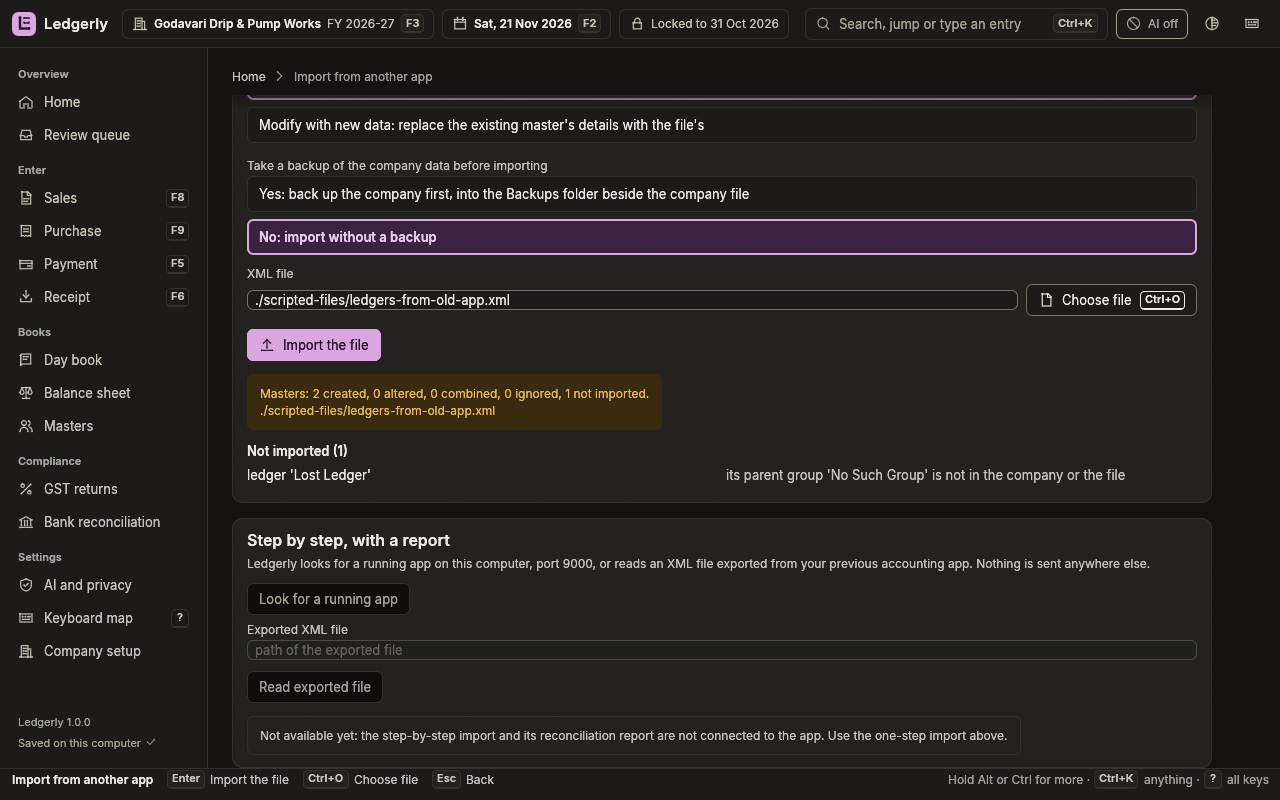 Ledgerly
Godavari Drip & Pump Works FY 2026-27 F3
Sat, 21 Nov 2026 F2
Locked to 31 Oct 2026
Search, jump or type an entry Ctrl+K
AI off
Overview
Home
Review queue
Enter
Sales F8
Purchase F9
Payment F5
Receipt F6
Books
Day book
Balance sheet
Masters
Compliance
GST returns
Bank reconciliation
Settings
AI and privacy
Keyboard map ?
Company setup
Ledgerly 1.0.0
Saved on this computer
Home > Import from another app
Modify with new data: replace the existing master's details with the file's
Take a backup of the company data before importing
Yes: back up the company first, into the Backups folder beside the company file
No: import without a backup
XML file
./scripted-files/ledgers-from-old-app.xml
Choose file Ctrl+O
Import the file
Masters: 2 created, 0 altered, 0 combined, 0 ignored, 1 not imported.
./scripted-files/ledgers-from-old-app.xml
Not imported (1)
ledger 'Lost Ledger' its parent group 'No Such Group' is not in the company or the file
Step by step, with a report
Ledgerly looks for a running app on this computer, port 9000, or reads an XML file exported from your previous accounting app. Nothing is sent anywhere else.
Look for a running app
Exported XML file
path of the exported file
Read exported file
Not available yet: the step-by-step import and its reconciliation report are not connected to the app. Use the one-step import above.
Import from another app Enter Import the file Ctrl+O Choose file Esc Back
Hold Alt or Ctrl for more · Ctrl+K anything · ? all keys